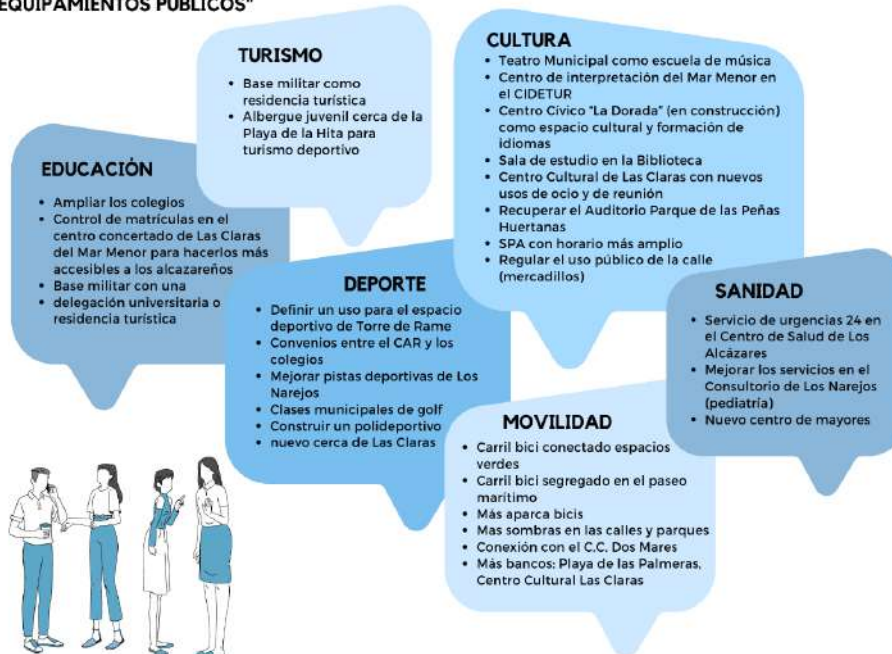 EQUIPAMIENTOS PÚBLICOS"
TURISMO
• Base militar como
residencia turística
• Albergue juvenil cerca de la
Playa de la Hita para
turismo deportivo
CULTURA
• Teatro Municipal como escuela de música
• Centro de interpretación del Mar Menor en
el CIDETUR
• Centro Cívico "La Dorada" (en construcción)
como espacio cultural y formación de
idiomas
• Sala de estudio en la Biblioteca
• Centro Cultural de Las Claras con nuevos
usos de ocio y de reunión
• Recuperar el Auditorio Parque de las Peñas
Huertanas
• SPA con horario más amplio
• Regular el uso público de la calle
(mercadillos)
EDUCACIÓN
• Ampliar los colegios
• Control de matrículas en el
centro concertado de Las Claras
del Mar Menor para hacerlos más
accesibles a los alcazareños
• Base militar con una
• delegación universitaria o
residencia turística
DEPORTE
• Definir un uso para el espacio
deportivo de Torre de Rame
• Convenios entre el CAR y los
colegios
• Mejorar pistas deportivas de Los
Narejos
• Clases municipales de golf
• Construir un polideportivo
• nuevo cerca de Las Claras
SANIDAD
• Servicio de urgencias 24 en
el Centro de Salud de Los
Alcázares
• Mejorar los servicios en el
Consultorio de Los Narejos
(pediatría)
• Nuevo centro de mayores
MOVILIDAD
• Carril bici conectado espacios
verdes
• Carril bici segregado en el paseo
marítimo
• Más aparca bicis
• Mas sombras en las calles y parques
• Conexión con el C.C. Dos Mares
• Más bancos: Playa de las Palmeras,
Centro Cultural Las Claras